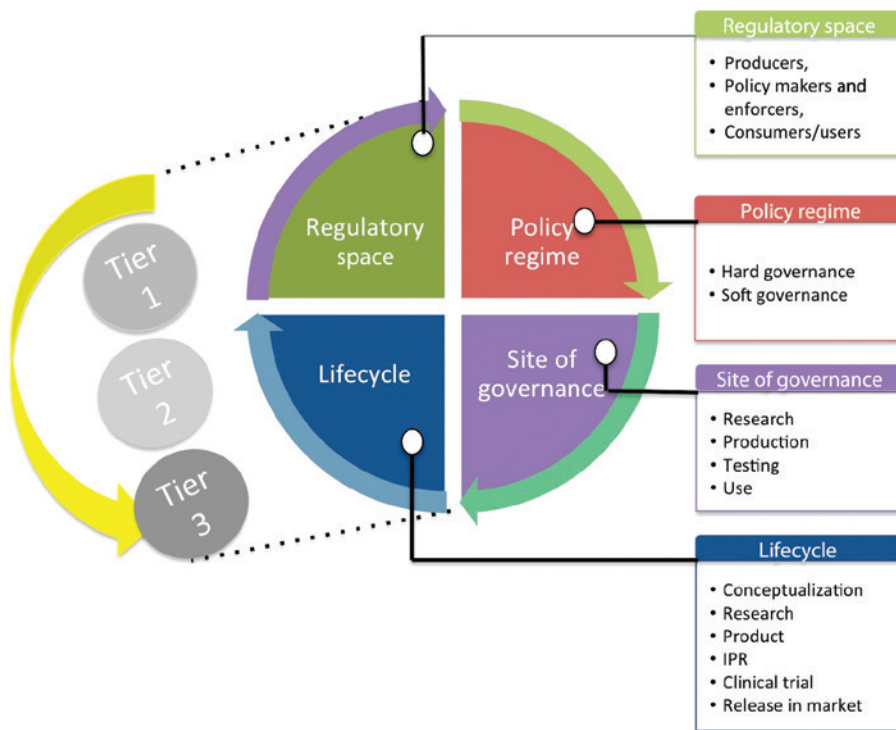 Regulatory space
• Producers,
• Policy makers and
enforcers,
• Consumers/users
Regulatory
space
Policy
regime
Tier
1
Tier
2
Tier
3
Lifecycle
Site of
governance
Policy regime
• Hard governance
• Soft governance
Site of governance
• Research
• Production
• Testing
• Use
Lifecycle
• Conceptualization
• Research
• Product
• IPR
• Clinical trial
• Release in market